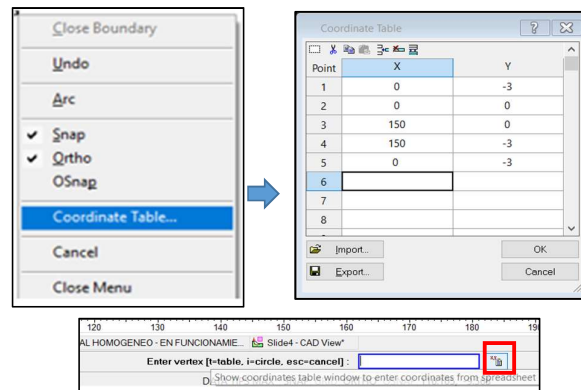 Close Boundary
Undo
Arc
Snap
Ortho
OSnap
Coordinate Table...
Cancel
Close Menu
Coordinate Table
Point X Y
1 0 -3
2 0 0
3 150 0
4 150 -3
5 0 -3
6
7
8
Import... OK
Export... Cancel
120 130 140 150 160 170 180 190
AL HOMOGENEO - EN FUNCIONAMIE... Slide4 - CAD View*
Enter vertex [t=table, i=circle, esc=cancel] :
Show coordinates table window to enter coordinates from spreadsheet